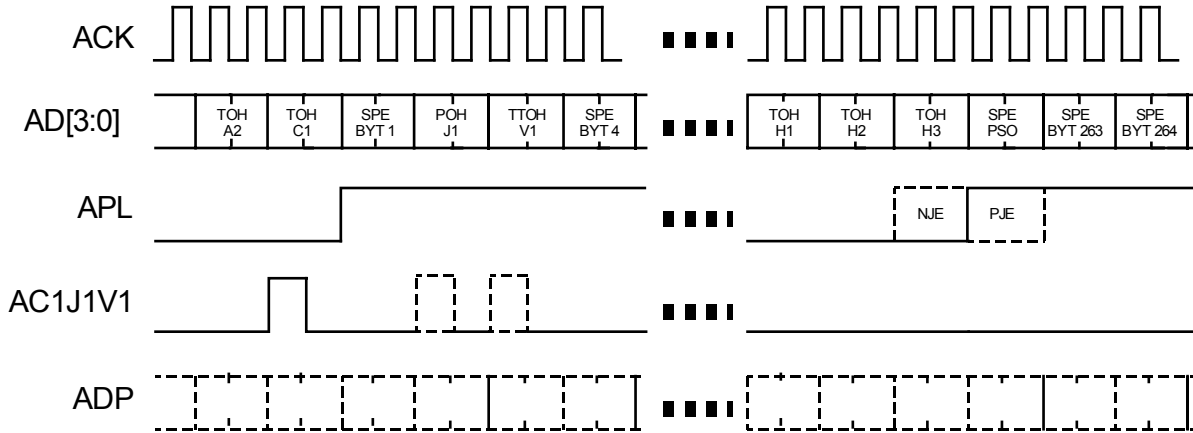 ACK
AD[3:0]
TOH
A2
TOH
C1
SPE
BYT 1
POH
J1
TTOH
V1
SPE
BYT 4
TOH
H1
TOH
H2
TOH
H3
SPE
PSO
SPE
BYT 263
SPE
BYT 264
APL
NJE
PJE
AC1J1V1
ADP